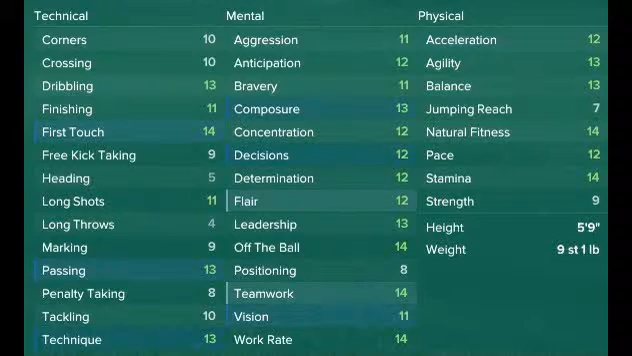 Technical Mental Physical
Corners 10 Aggression 11 Acceleration 12
Crossing 10 Anticipation 12 Agility 13
Dribbling 13 Bravery 11 Balance 13
Finishing 11 Composure 13 Jumping Reach 7
First Touch 14 Concentration 12 Natural Fitness 14
Free Kick Taking 9 Decisions 12 Pace 12
Heading 5 Determination 12 Stamina 14
Long Shots 11 Flair 12 Strength 9
Long Throws 4 Leadership 13 Height 5'9"
Marking 9 Off The Ball 14 Weight 9 st 1 lb
Passing 13 Positioning 8
Penalty Taking 8 Teamwork 14
Tackling 10 Vision 11
Technique 13 Work Rate 14